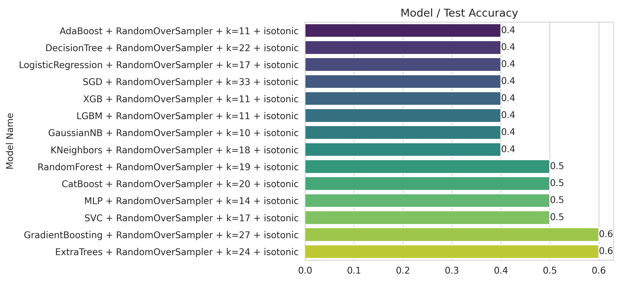 Model / Test Accuracy
Model Name
AdaBoost + RandomOverSampler + k=11 + isotonic 0.4
DecisionTree + RandomOverSampler + k=22 + isotonic 0.4
LogisticRegression + RandomOverSampler + k=17 + isotonic 0.4
SGD + RandomOverSampler + k=33 + isotonic 0.4
XGB + RandomOverSampler + k=11 + isotonic 0.4
LGBM + RandomOverSampler + k=11 + isotonic 0.4
GaussianNB + RandomOverSampler + k=10 + isotonic 0.4
KNeighbors + RandomOverSampler + k=18 + isotonic 0.4
RandomForest + RandomOverSampler + k=19 + isotonic 0.5
CatBoost + RandomOverSampler + k=20 + isotonic 0.5
MLP + RandomOverSampler + k=14 + isotonic 0.5
SVC + RandomOverSampler + k=17 + isotonic 0.5
GradientBoosting + RandomOverSampler + k=27 + isotonic 0.6
ExtraTrees + RandomOverSampler + k=24 + isotonic 0.6
0.0 0.1 0.2 0.3 0.4 0.5 0.6